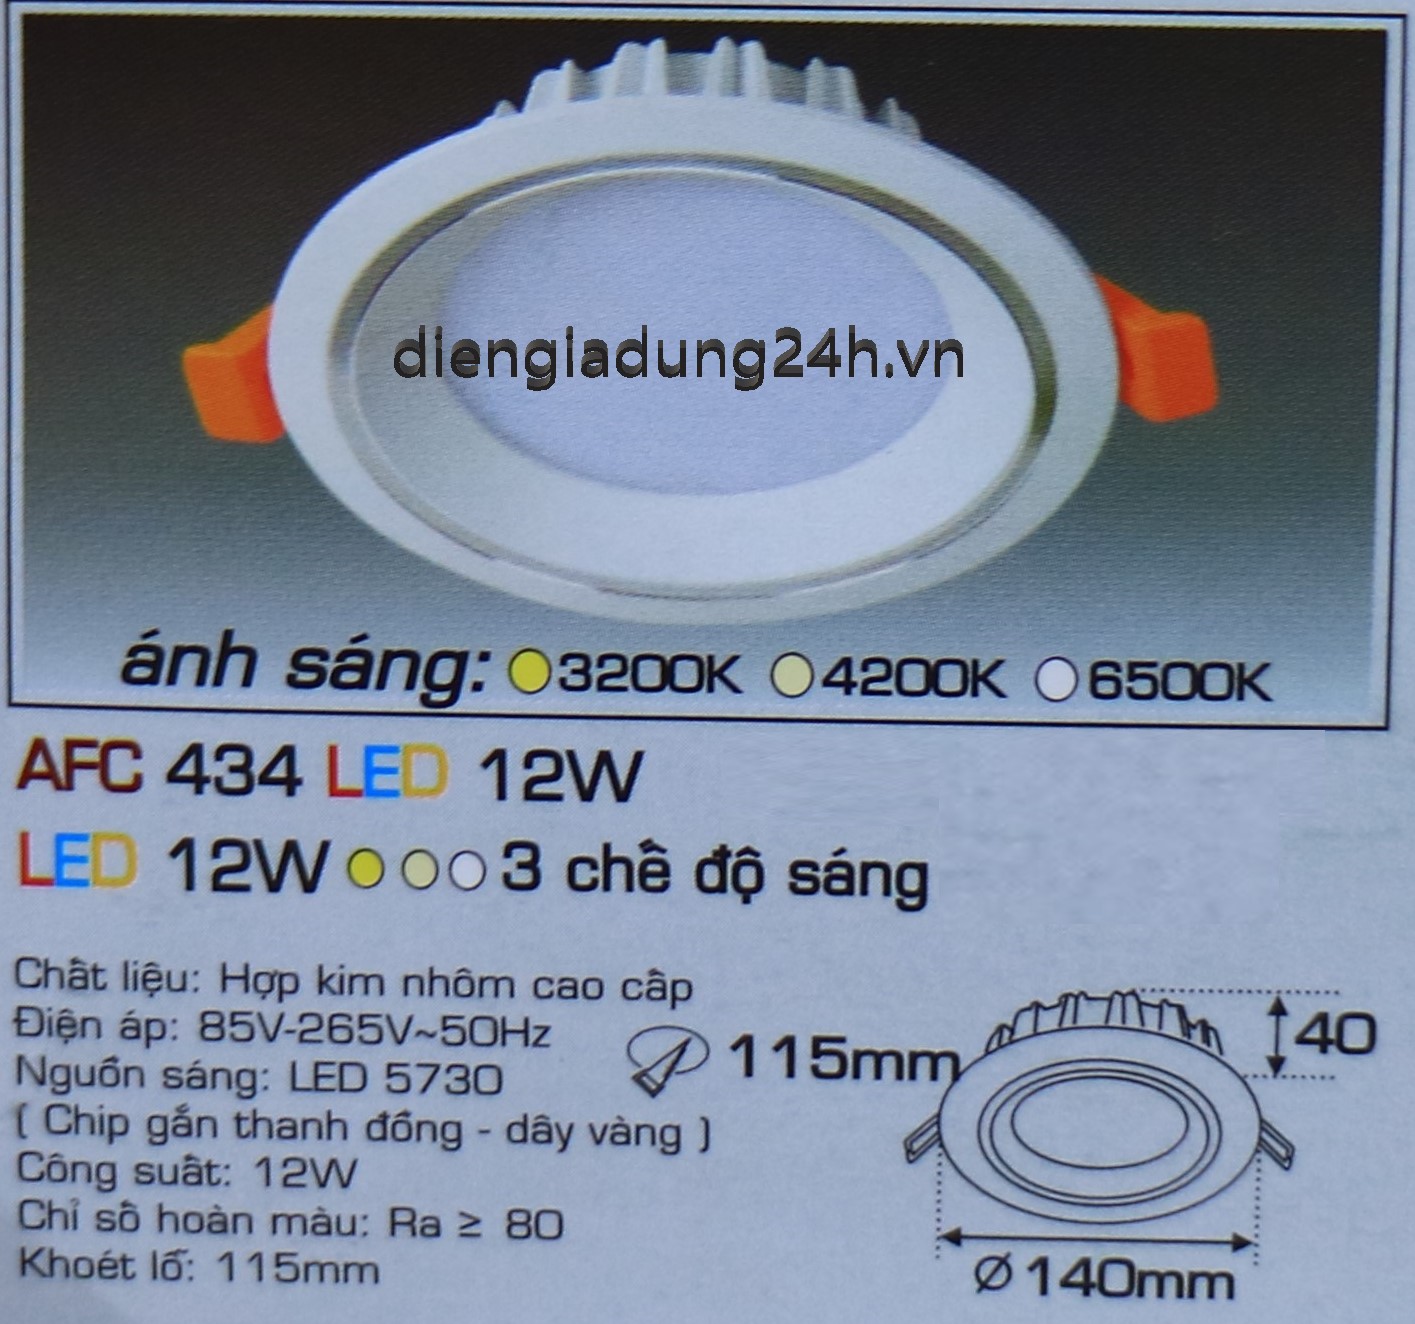 diengiadung24h.vn
ánh sáng: 3200K 4200K 6500K
AFC 434 LED 12W
LED 12W 3 chế độ sáng
Chất liệu: Hợp kim nhôm cao cấp
Điện áp: 85V-265V~50Hz
Nguồn sáng: LED 5730
( Chip gắn thanh đồng - dây vàng )
Công suất: 12W
Chỉ số hoàn màu: Ra ≥ 80
Khoét lỗ: 115mm
115mm
40
Ø140mm